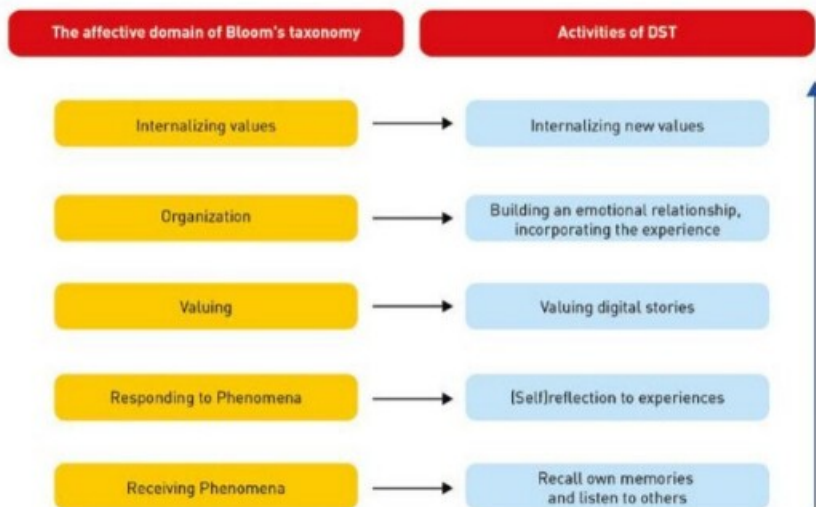 The affective domain of Bloom's taxonomy
Activities of DST
Internalizing values
Internalizing new values
Organization
Building an emotional relationship,
incorporating the experience
Valuing
Valuing digital stories
Responding to Phenomena
(Self)reflection to experiences
Receiving Phenomena
Recall own memories
and listen to others